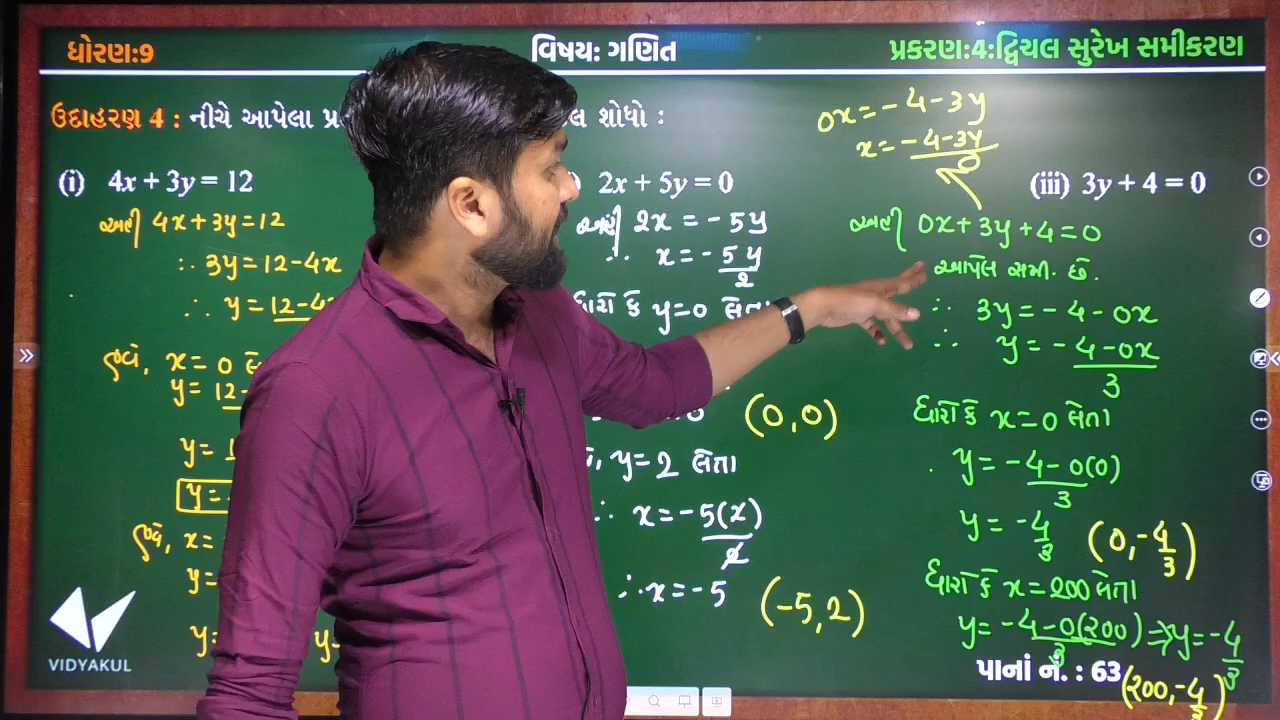 ધોરણ:9
વિષય: ગણિત
પ્રકરણ:4:દ્વિચલ સુરેખ સમીકરણ
ઉદાહરણ 4 : નીચે આપેલા
શોધો :
0x = -4-3y
x = -4-3y
0
(i) 4x + 3y = 12
અહી 4x+3y=12
∴ 3y=12-4x
∴ y=12-4
હવે, x=0
y= 12-
y=
y=
હવે, x=
y=
y=
y=
2x + 5y = 0
અહી 2x = -5y
∴ x=-5y
2
ધારો કે y=0 લેતા
(0,0)
y=2 લેતા
∴ x=-5(2)
2
∴ x=-5
(-5,2)
(iii) 3y + 4 = 0
અહી 0x+3y+4=0
આપેલ સમી. છે.
∴ 3y=-4-0x
∴ y=-4-0x
3
ધારો કે x=0 લેતા
y=-4-0(0)
3
y=-4
3
(0,-4/3)
ધારો કે x=200 લેતા
y=-4-0(200) ⇒ y=-4
3 3
(200,-4/3)
પાનાં નં. : 63
VIDYAKUL